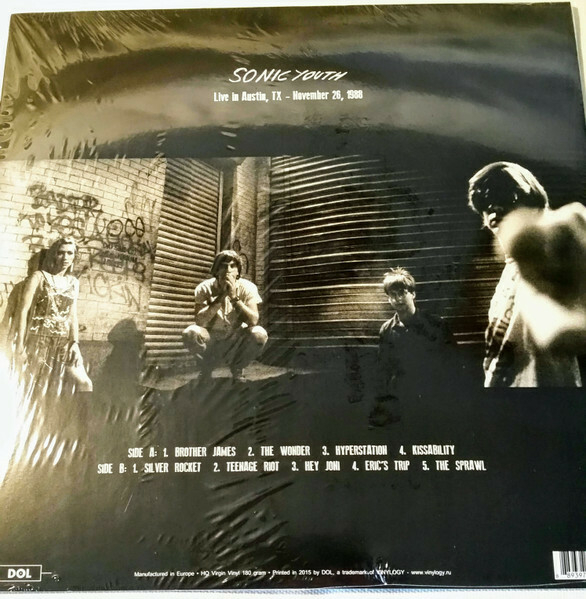 SONIC YOUTH
Live in Austin, TX - November 26, 1988
SIDE A: 1. BROTHER JAMES 2. THE WONDER 3. HYPERSTATION 4. KISSABILITY
SIDE B: 1. SILVER ROCKET 2. TEENAGE RIOT 3. HEY JONI 4. ERIC'S TRIP 5. THE SPRAWL
DOL
Manufactured in Europe • HQ Virgin Vinyl 180 gram • Printed in 2015 by DOL, a trademark of VINYLOGY - www.vinylogy.ru